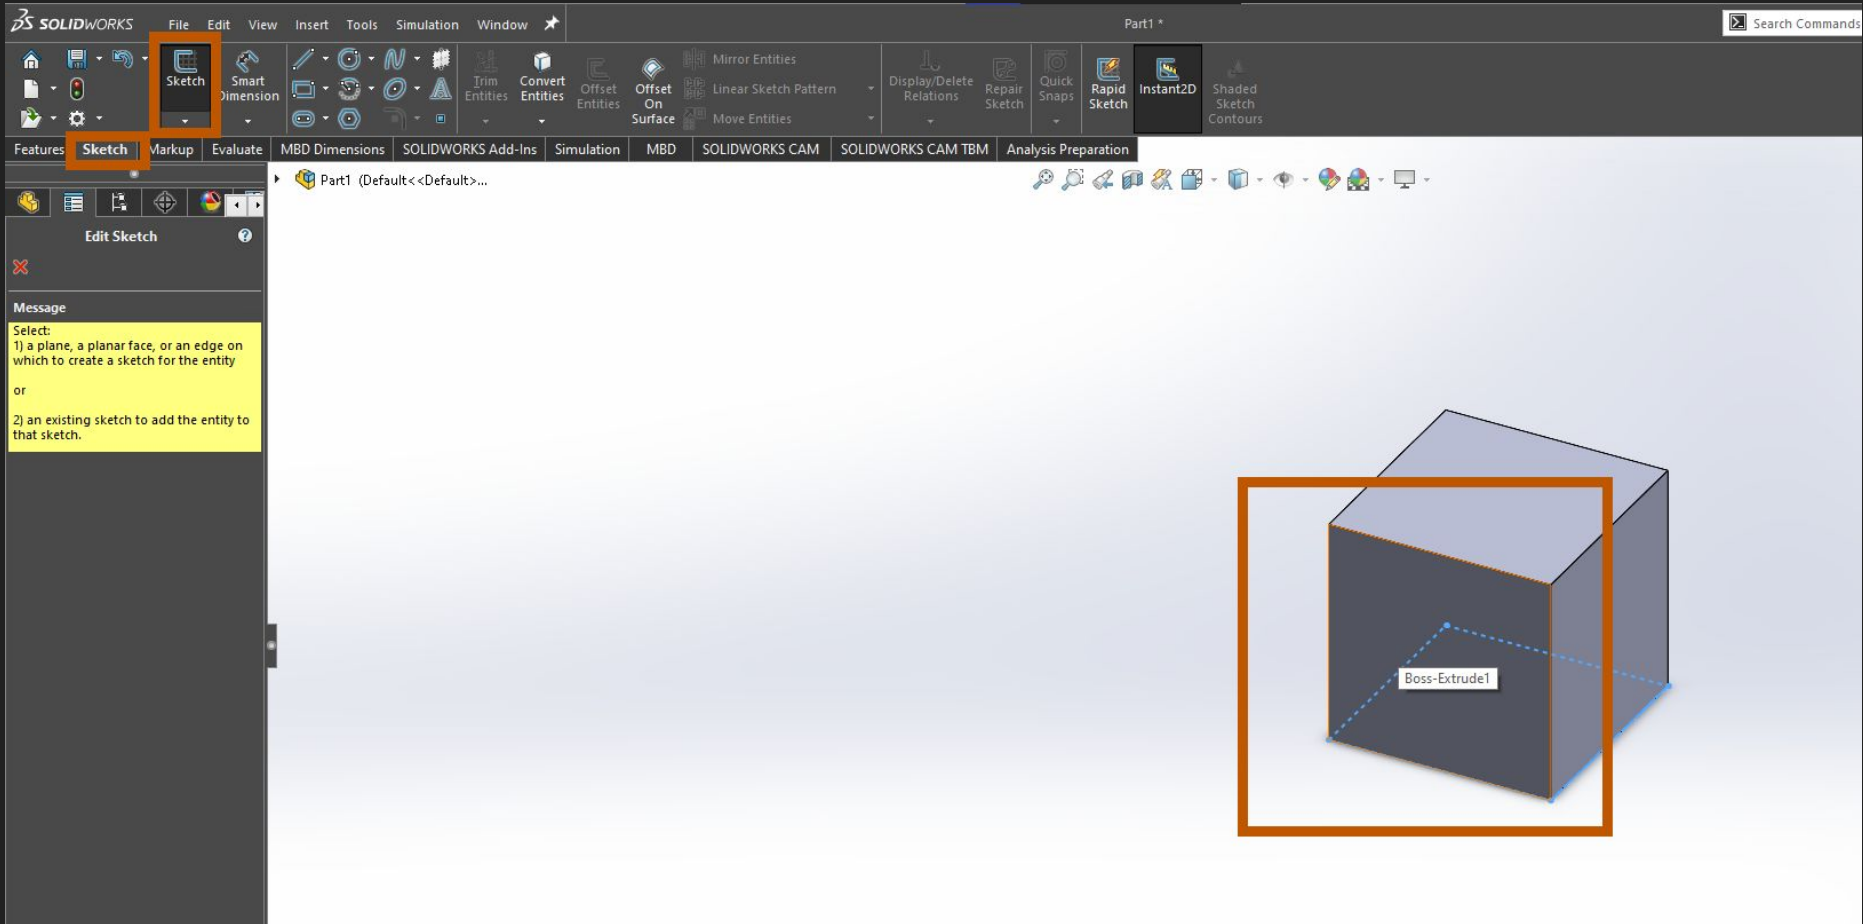 SOLIDWORKS File Edit View Insert Tools Simulation Window
Part1 *
Search Commands
Sketch
Smart
Dimension
Trim
Entities
Convert
Entities
Offset
Entities
Offset
On
Surface
Mirror Entities
Linear Sketch Pattern
Move Entities
Display/Delete
Relations
Repair
Sketch
Quick
Snaps
Rapid
Sketch
Instant2D
Shaded
Sketch
Contours
Features Sketch Markup Evaluate MBD Dimensions SOLIDWORKS Add-Ins Simulation MBD SOLIDWORKS CAM SOLIDWORKS CAM TBM Analysis Preparation
Part1 (Default<<Default>...
Edit Sketch
Message
Select:
1) a plane, a planar face, or an edge on
which to create a sketch for the entity
or
2) an existing sketch to add the entity to
that sketch.
Boss-Extrude1